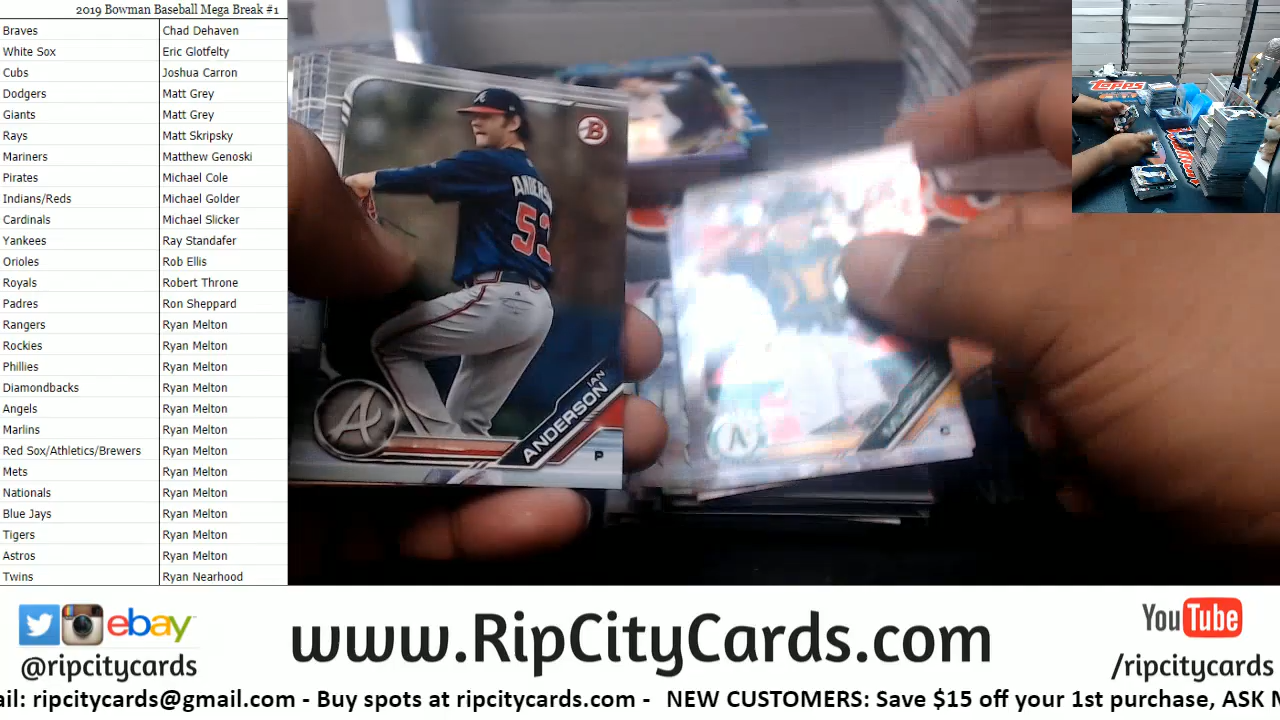 2019 Bowman Baseball Mega Break #1
Braves Chad Dehaven
White Sox Eric Glotfelty
Cubs Joshua Carron
Dodgers Matt Grey
Giants Matt Grey
Rays Matt Skripsky
Mariners Matthew Genoski
Pirates Michael Cole
Indians/Reds Michael Golder
Cardinals Michael Slicker
Yankees Ray Standafer
Orioles Rob Ellis
Royals Robert Throne
Padres Ron Sheppard
Rangers Ryan Melton
Rockies Ryan Melton
Phillies Ryan Melton
Diamondbacks Ryan Melton
Angels Ryan Melton
Marlins Ryan Melton
Red Sox/Athletics/Brewers Ryan Melton
Mets Ryan Melton
Nationals Ryan Melton
Blue Jays Ryan Melton
Tigers Ryan Melton
Astros Ryan Melton
Twins Ryan Nearhood
A
B
ANDERS
53
A
IAN
ANDERSON
P
A
C
TOPPS
ebay
@ripcitycards
www.RipCityCards.com
YouTube
/ripcitycards
ail: ripcitycards@gmail.com - Buy spots at ripcitycards.com - NEW CUSTOMERS: Save $15 off your 1st purchase, ASK M